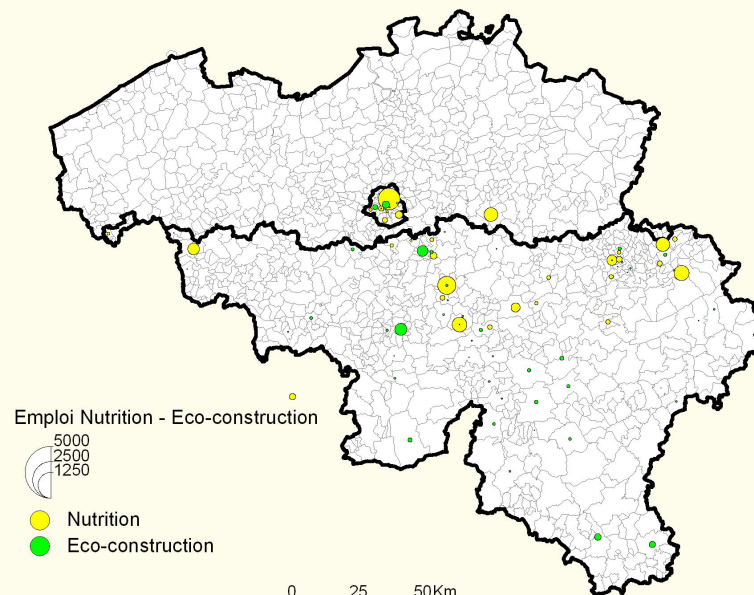 Emploi Nutrition - Eco-construction
5000
2500
1250
Nutrition
Eco-construction
0 25 50Km